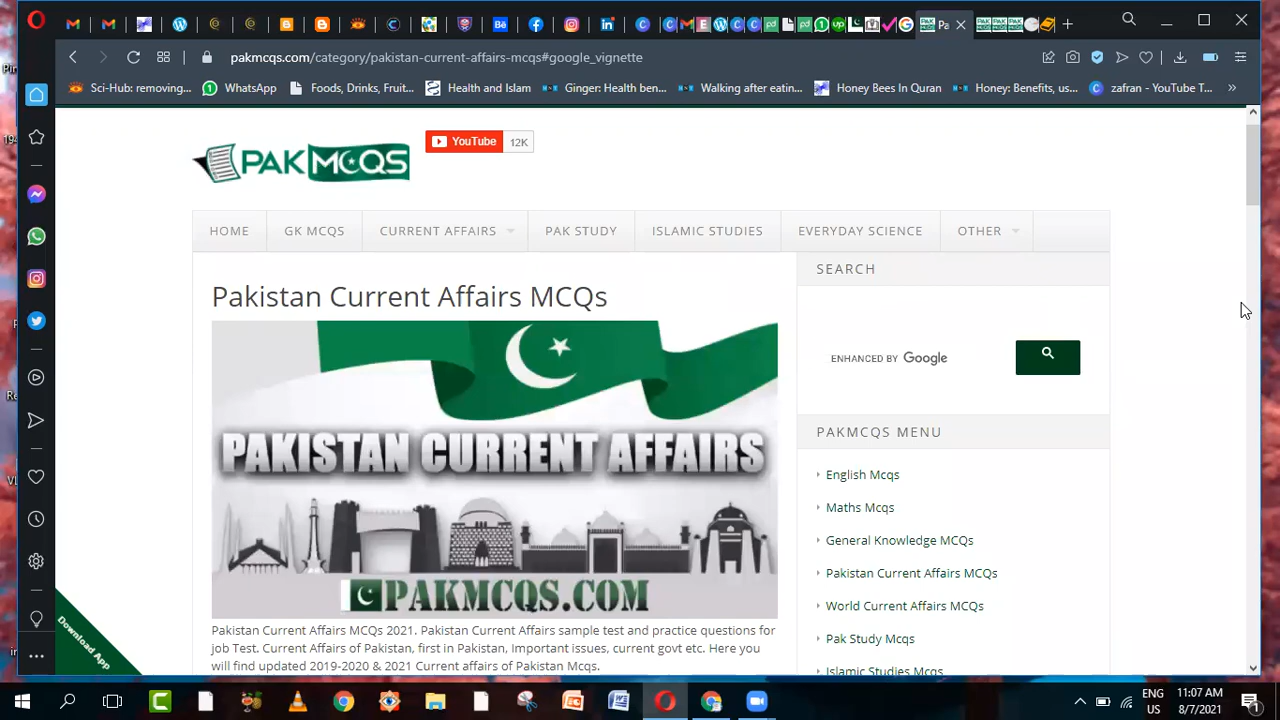 pakmcqs.com/category/pakistan-current-affairs-mcqs#google_vignette
Sci-Hub: removing...
WhatsApp
Foods, Drinks, Fruit...
Health and Islam
Ginger: Health ben...
Walking after eatin...
Honey Bees In Quran
Honey: Benefits, us...
zafran - YouTube T...
»
PAKMCQS
YouTube 12K
HOME
GK MCQS
CURRENT AFFAIRS
PAK STUDY
ISLAMIC STUDIES
EVERYDAY SCIENCE
OTHER
Pakistan Current Affairs MCQs
PAKISTAN CURRENT AFFAIRS
PAKMCQS.COM
Pakistan Current Affairs MCQs 2021. Pakistan Current Affairs sample test and practice questions for
job Test. Current Affairs of Pakistan, first in Pakistan, Important issues, current govt etc. Here you
will find updated 2019-2020 & 2021 Current affairs of Pakistan Mcqs.
SEARCH
ENHANCED BY Google
PAKMCQS MENU
English Mcqs
Maths Mcqs
General Knowledge MCQs
Pakistan Current Affairs MCQs
World Current Affairs MCQs
Pak Study Mcqs
Islamic Studies Mcqs
Download App
ENG
US
11:07 AM
8/7/2021